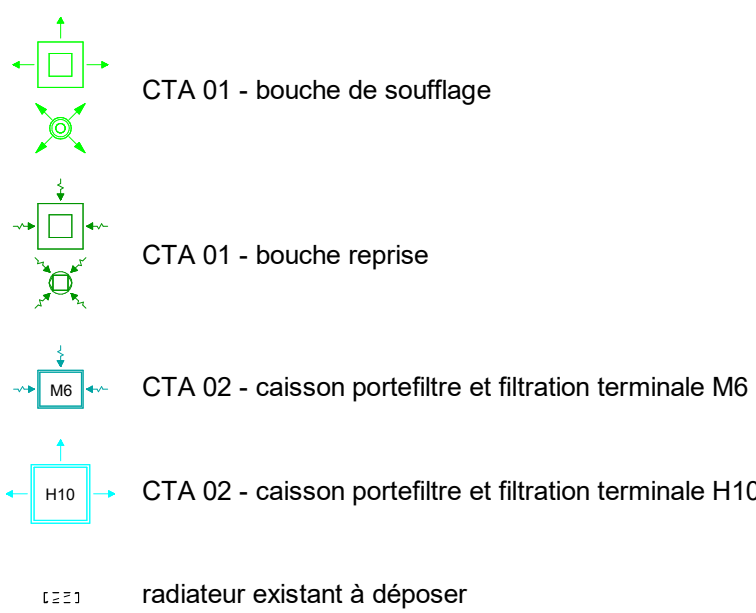 CTA 01 - bouche de soufflage
CTA 01 - bouche reprise
M6 CTA 02 - caisson portefiltre et filtration terminale M6
H10 CTA 02 - caisson portefiltre et filtration terminale H10
radiateur existant à déposer